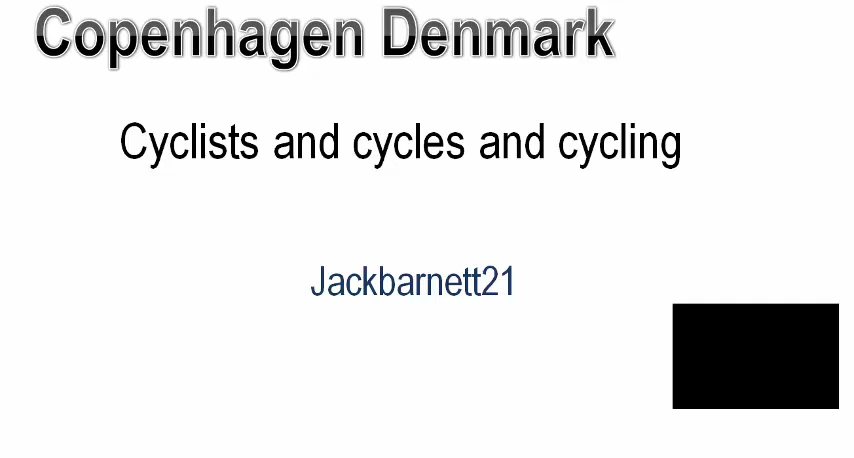 Copenhagen Denmark
Cyclists and cycles and cycling
Jackbarnett21